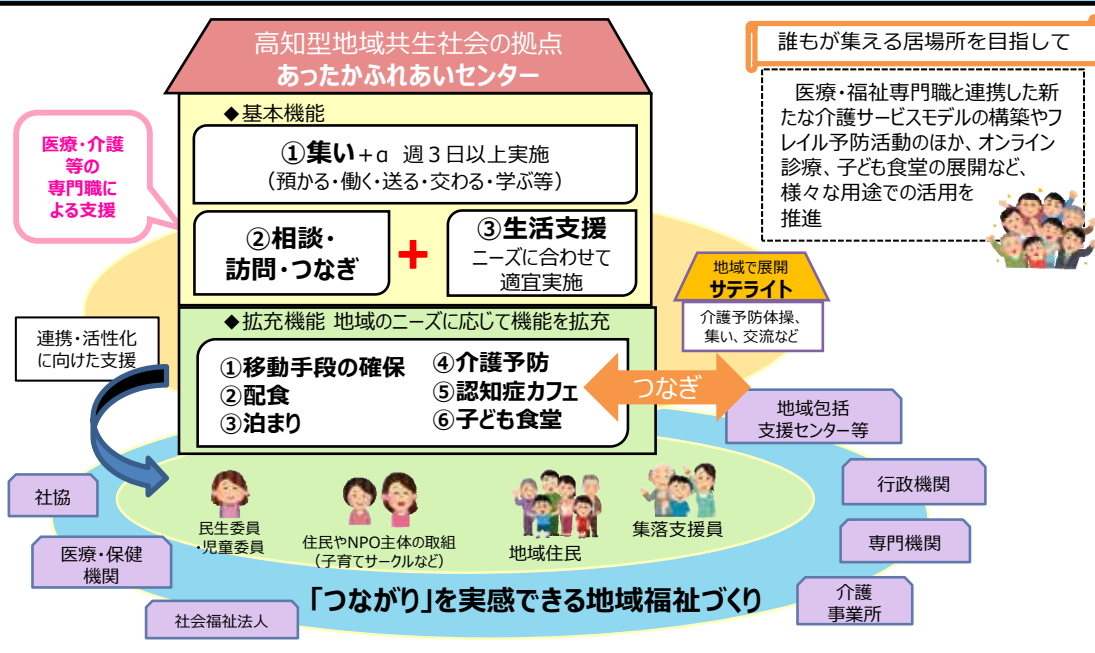 高知型地域共生社会の拠点
あったかふれあいセンター
誰もが集える居場所を目指して
医療・福祉専門職と連携した新
たな介護サービスモデルの構築やフ
レイル予防活動のほか、オンライン
診療、子ども食堂の展開など、
様々な用途での活用を
推進
医療・介護
等の
専門職に
よる支援
◆基本機能
①集い+α 週3日以上実施
(預かる・働く・送る・交わる・学ぶ等)
②相談・
訪問・つなぎ
+
③生活支援
ニーズに合わせて
適宜実施
地域で展開
サテライト
介護予防体操、
集い、交流など
連携・活性化
に向けた支援
◆拡充機能 地域のニーズに応じて機能を拡充
①移動手段の確保
②配食
③泊まり
④介護予防
⑤認知症カフェ
⑥子ども食堂
つなぎ
地域包括
支援センター等
社協
医療・保健
機関
社会福祉法人
民生委員
・児童委員
住民やNPO主体の取組
(子育てサークルなど)
地域住民
集落支援員
行政機関
専門機関
介護
事業所
「つながり」を実感できる地域福祉づくり